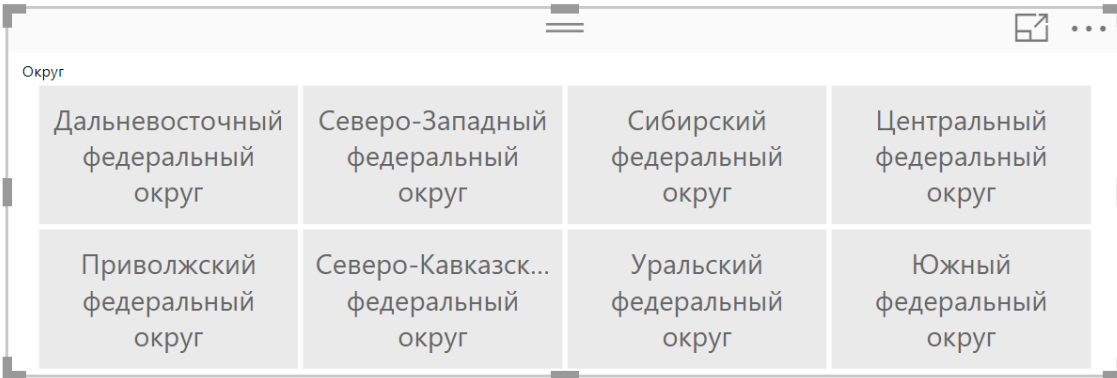 Округ
Дальневосточный
федеральный
округ
Северо-Западный
федеральный
округ
Сибирский
федеральный
округ
Центральный
федеральный
округ
Приволжский
федеральный
округ
Северо-Кавказск...
федеральный
округ
Уральский
федеральный
округ
Южный
федеральный
округ